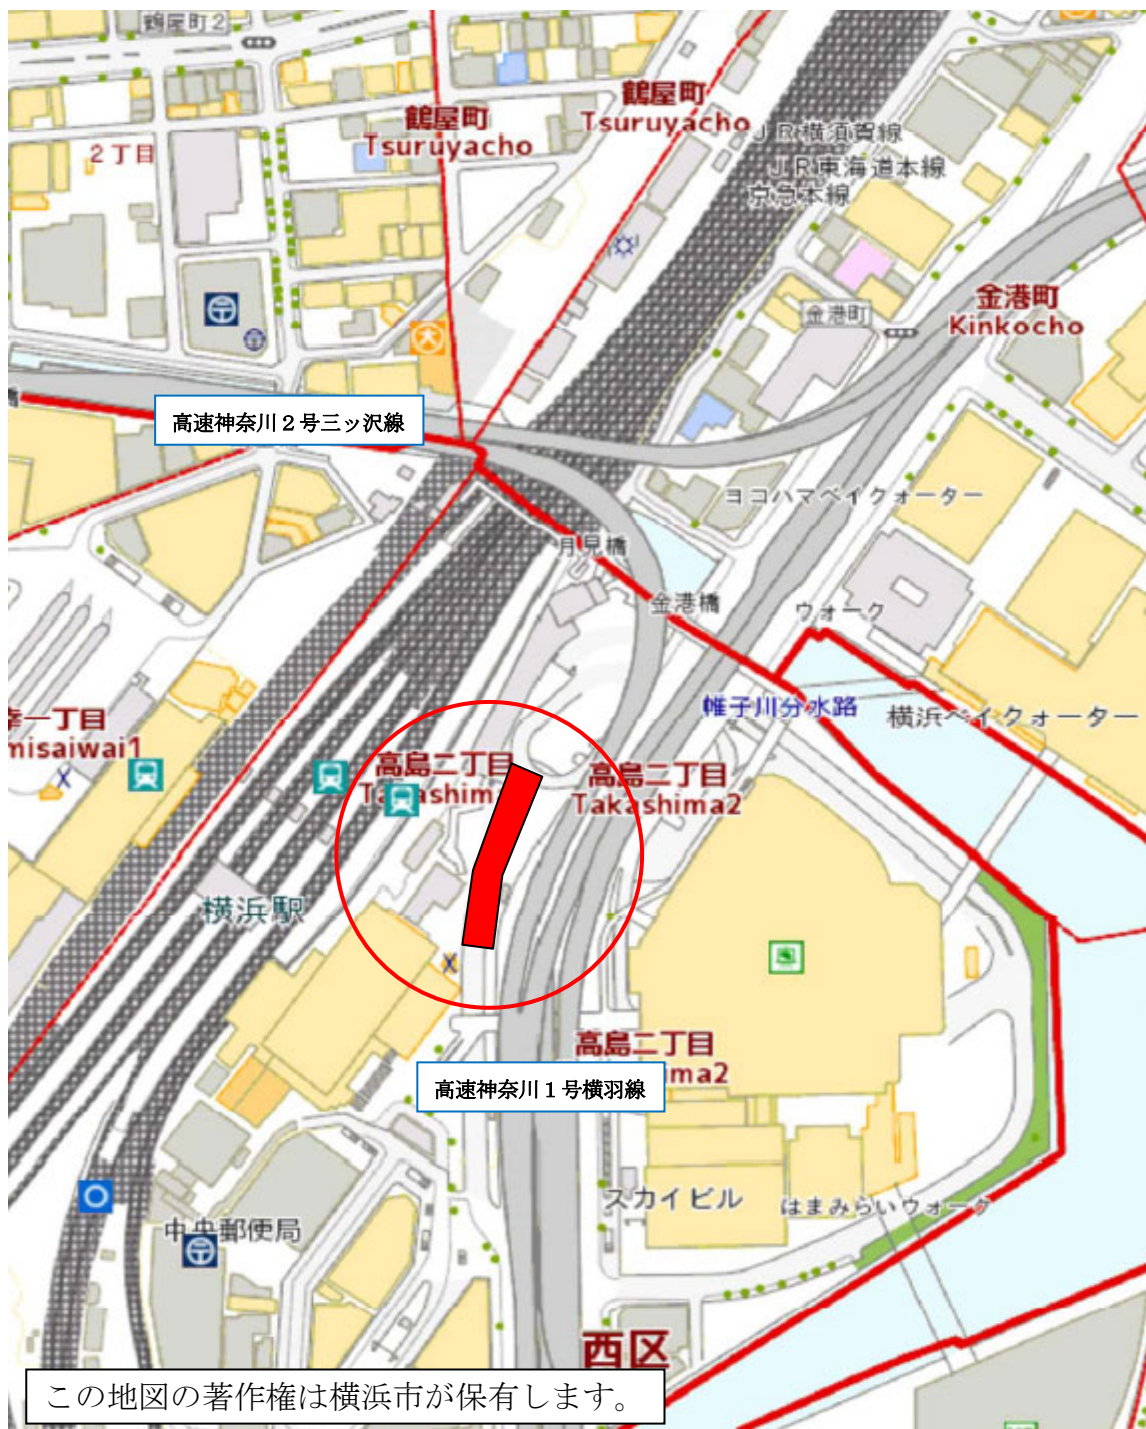 鶴屋町2
鶴屋町
Tsuruyacho
鶴屋町
Tsuruyacho
2丁目
JR横須賀線
JR東海道本線
京急本線
金港町
Kinkocho
金港町
高速神奈川２号三ッ沢線
ヨコハマベイクォーター
月見橋
金港橋
ウォーク
帷子川分水路
横浜ベイクォーター
幸一丁目
misaiwai1
高島二丁目
高島二丁目
Takashima2
横浜駅
高島二丁目
ma2
高速神奈川１号横羽線
スカイビル
はまみらいウォーク
中央郵便局
西区
この地図の著作権は横浜市が保有します。